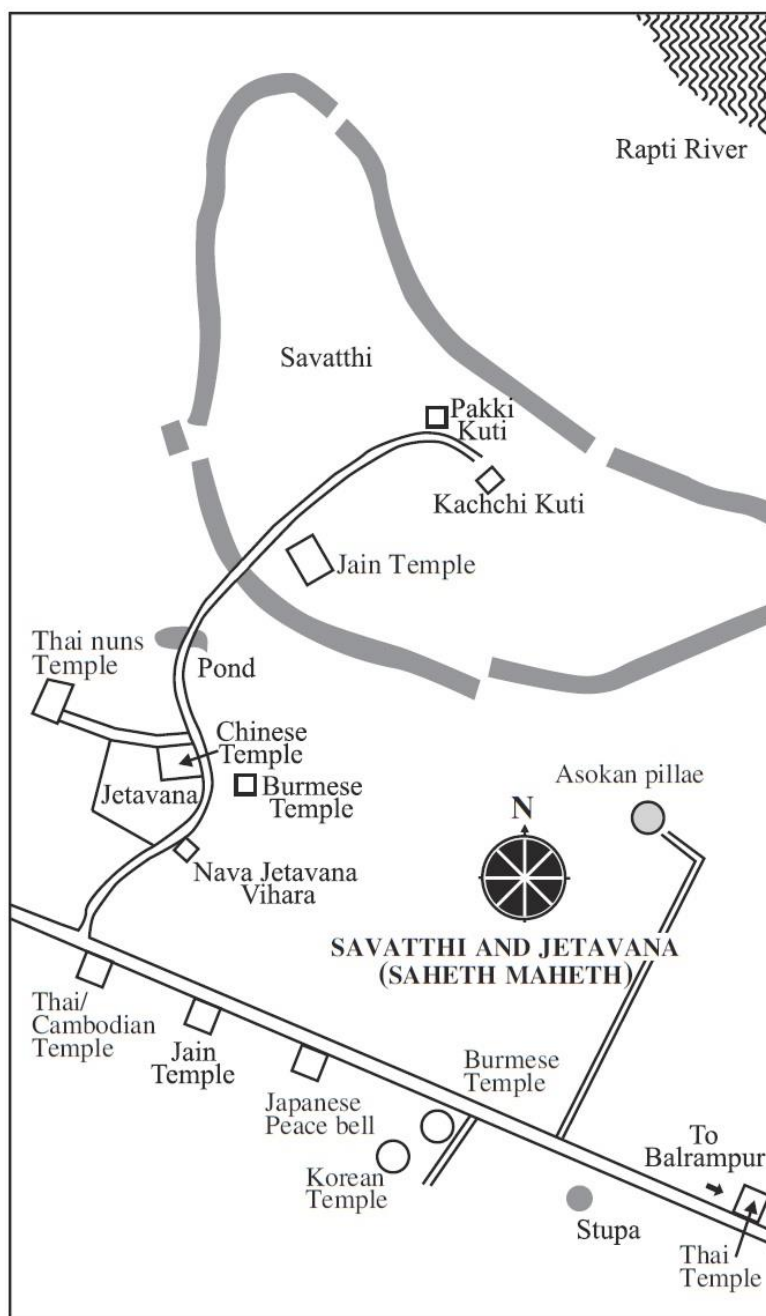 Rapti River
Savatthi
Pakki
Kuti
Kachchi Kuti
Jain Temple
Thai nuns
Temple
Pond
Chinese
Temple
Jetavana
Burmese
Temple
Asokan pillae
N
Nava Jetavana
Vihara
SAVATTHI AND JETAVANA
(SAHETH MAHETH)
Thai/
Cambodian
Temple
Jain
Temple
Japanese
Peace bell
Burmese
Temple
Korean
Temple
To
Balrampur
Stupa
Thai
Temple